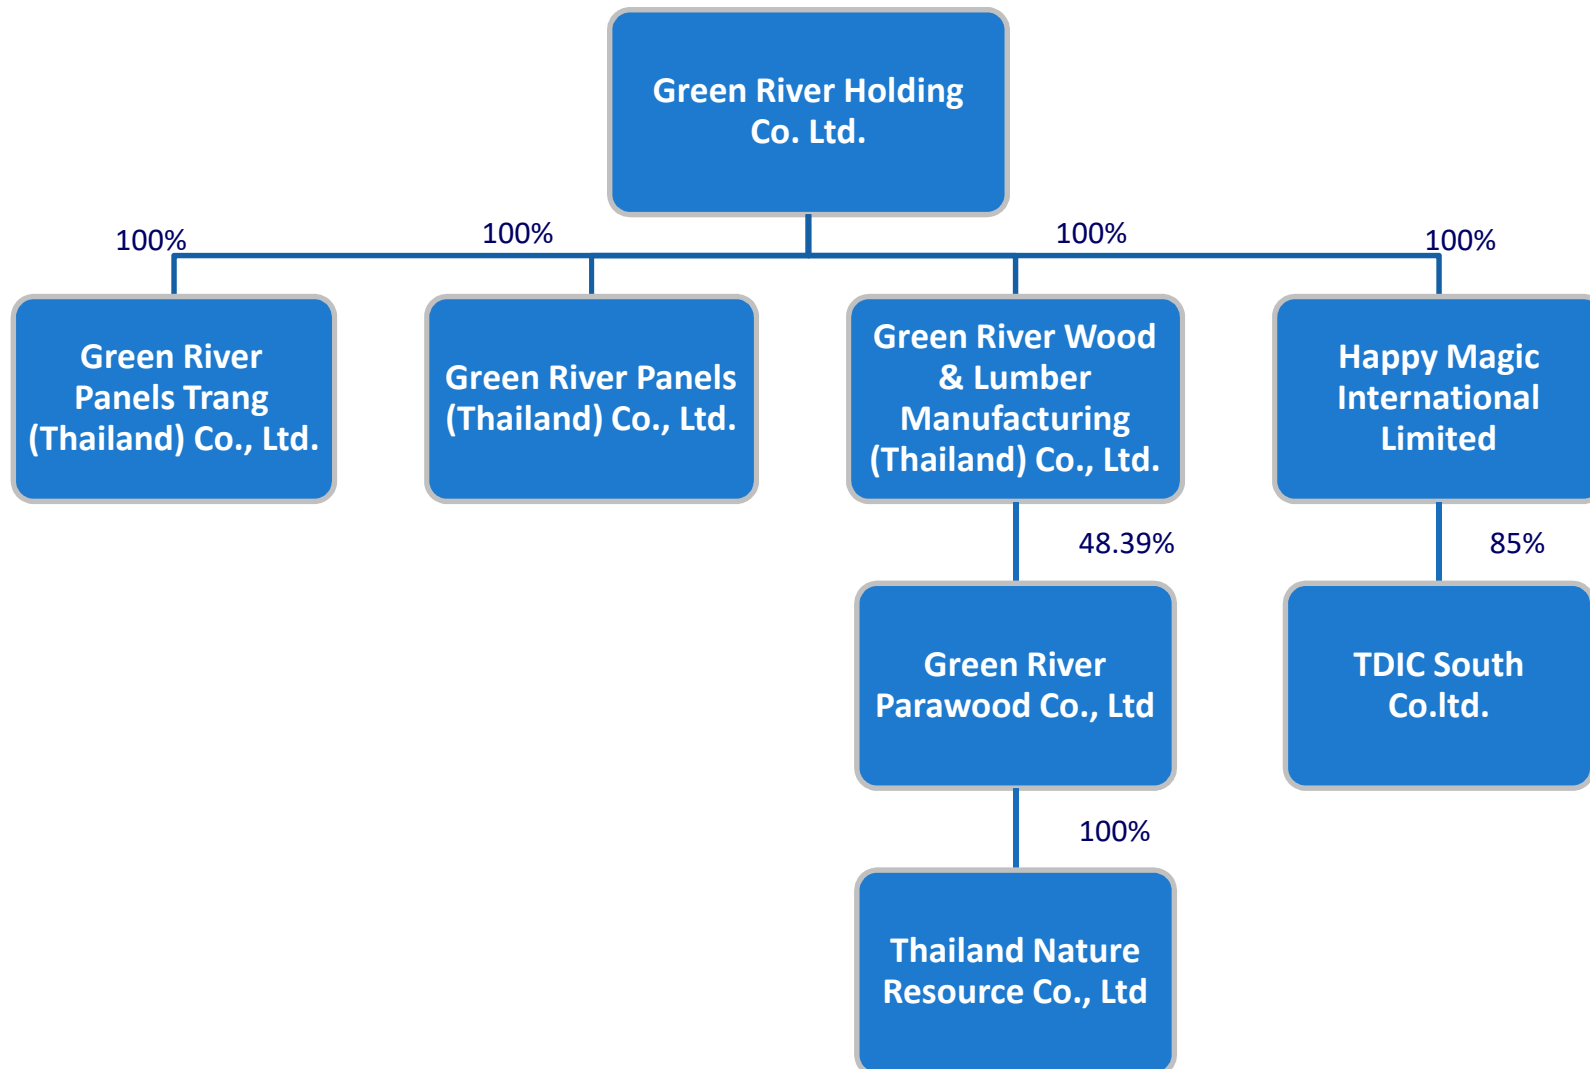 Green River Holding
Co. Ltd.
100%
100%
100%
100%
Green River
Panels Trang
(Thailand) Co., Ltd.
Green River Panels
(Thailand) Co., Ltd.
Green River Wood
& Lumber
Manufacturing
(Thailand) Co., Ltd.
Happy Magic
International
Limited
48.39%
85%
Green River
Parawood Co., Ltd
TDIC South
Co.ltd.
100%
Thailand Nature
Resource Co., Ltd